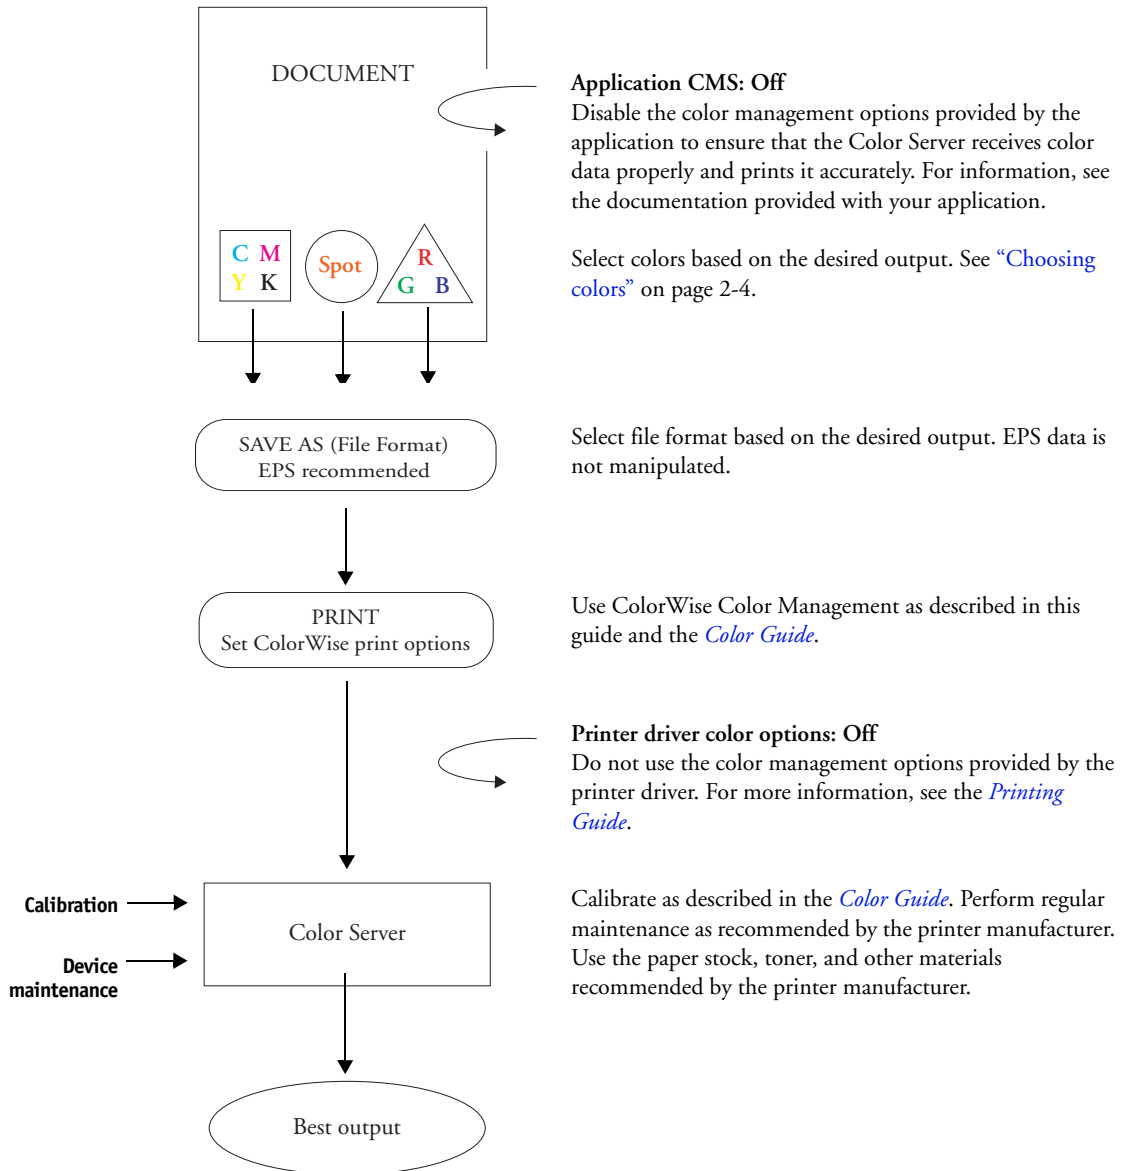 DOCUMENT
Application CMS: Off
Disable the color management options provided by the
application to ensure that the Color Server receives color
data properly and prints it accurately. For information, see
the documentation provided with your application.
C M
Y K
Spot
R
G B
Select colors based on the desired output. See “Choosing
colors” on page 2-4.
SAVE AS (File Format)
EPS recommended
Select file format based on the desired output. EPS data is
not manipulated.
PRINT
Set ColorWise print options
Use ColorWise Color Management as described in this
guide and the Color Guide.
Printer driver color options: Off
Do not use the color management options provided by the
printer driver. For more information, see the Printing
Guide.
Calibration
Device
maintenance
Color Server
Calibrate as described in the Color Guide. Perform regular
maintenance as recommended by the printer manufacturer.
Use the paper stock, toner, and other materials
recommended by the printer manufacturer.
Best output